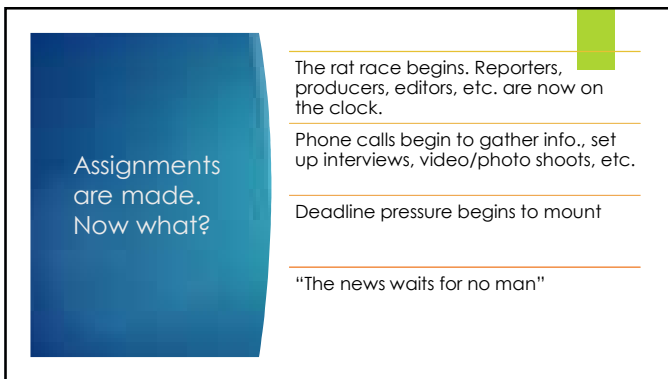 Assignments
are made.
Now what?
The rat race begins. Reporters,
producers, editors, etc. are now on
the clock.
Phone calls begin to gather info., set
up interviews, video/photo shoots, etc.
Deadline pressure begins to mount
“The news waits for no man”